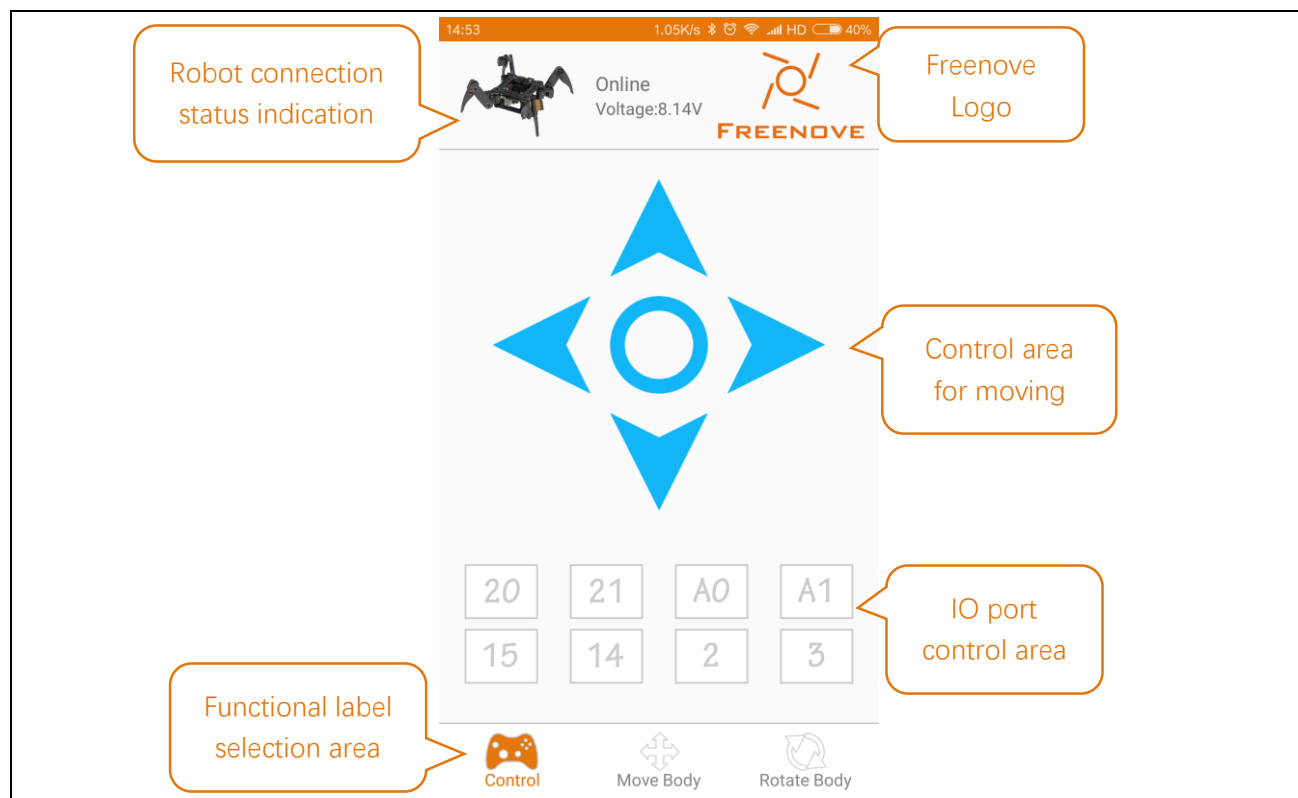 14:53 1.05K/s HD 40%
Robot connection
status indication
Online
Voltage:8.14V
FREENOVE
Freenove
Logo
Control area
for moving
20 21 A0 A1
15 14 2 3
IO port
control area
Functional label
selection area
Control Move Body Rotate Body